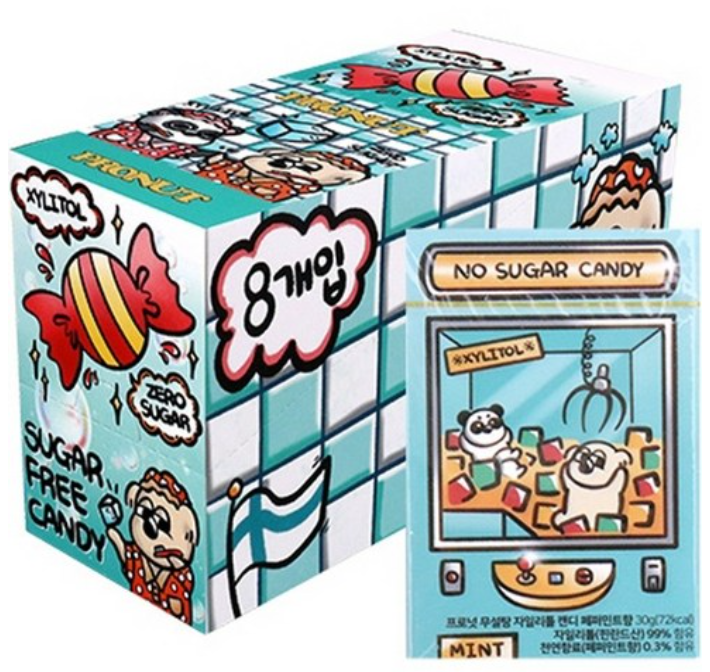 XYLITOL
PRONUT
XYLITOL
PRONUT
XYLITOL
8개입
ZERO
SUGAR
SUGAR
FREE
CANDY
NO SUGAR CANDY
※XYLITOL※
프로넛 무설탕 자일리톨 캔디 페퍼민트향 30g(72kcal)
자일리톨(핀란드산) 99% 함유
천연향료(페퍼민트향) 0.3% 함유
MINT